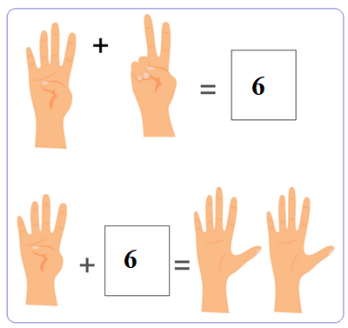 + = 6
+ 6 =